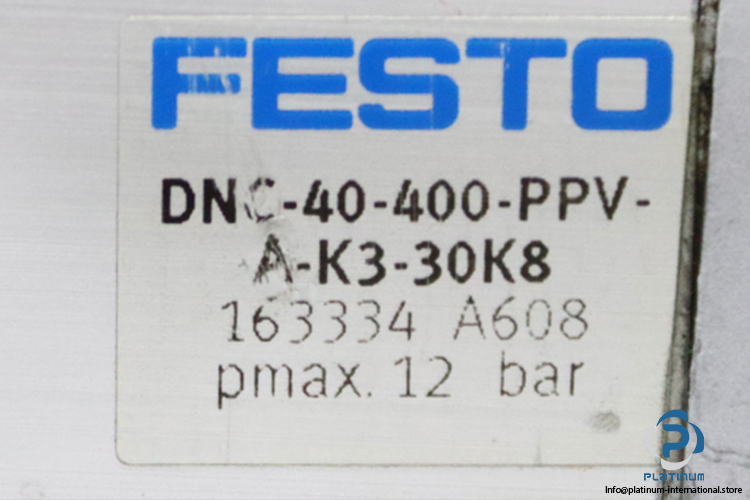 FESTO
DNC-40-400-PPV-
A-K3-30K8
163334 A608
pmax. 12 bar
PLATINUM
Info@platinum-international.store